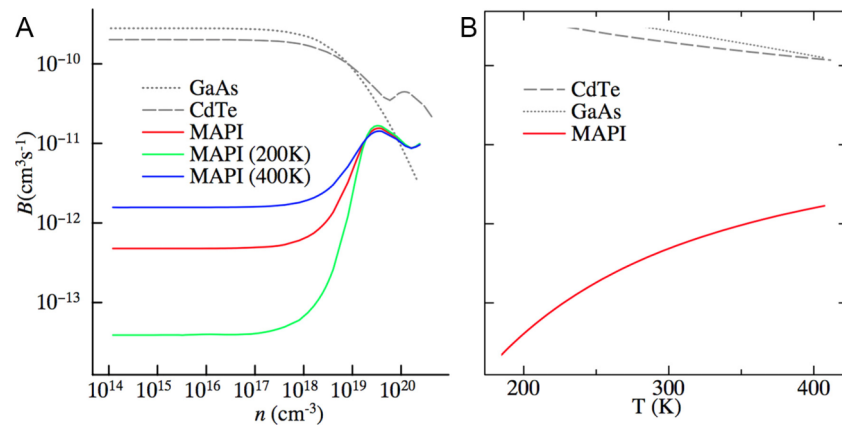 A
10⁻¹⁰
10⁻¹¹
10⁻¹²
10⁻¹³
B(cm³s⁻¹)
GaAs
CdTe
MAPI
MAPI (200K)
MAPI (400K)
10¹⁴ 10¹⁵ 10¹⁶ 10¹⁷ 10¹⁸ 10¹⁹ 10²⁰
n (cm⁻³)
B
CdTe
GaAs
MAPI
200 300 400
T (K)